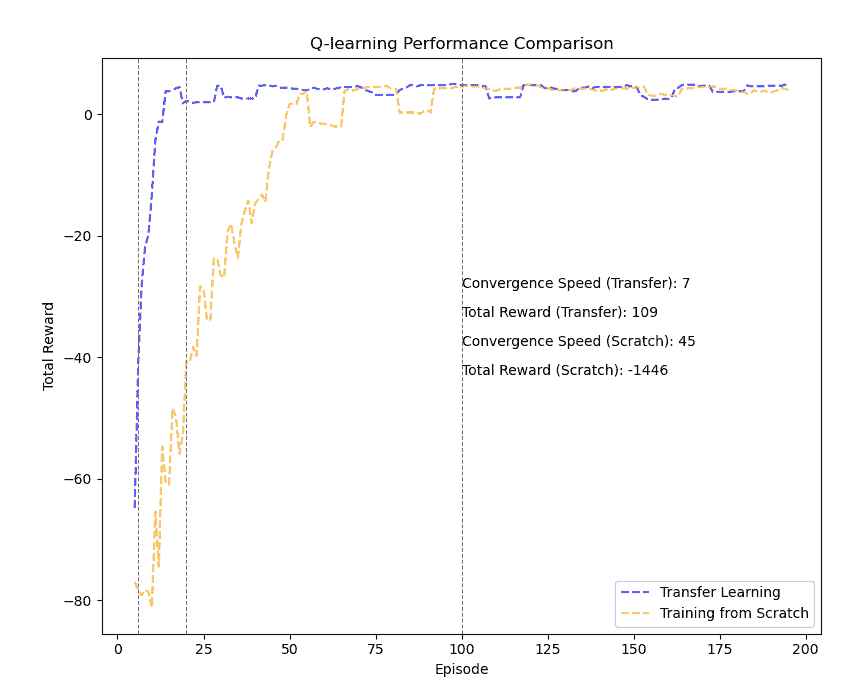 Q-learning Performance Comparison
Total Reward
0
−20
−40
−60
−80
Convergence Speed (Transfer): 7
Total Reward (Transfer): 109
Convergence Speed (Scratch): 45
Total Reward (Scratch): -1446
Transfer Learning
Training from Scratch
0 25 50 75 100 125 150 175 200
Episode